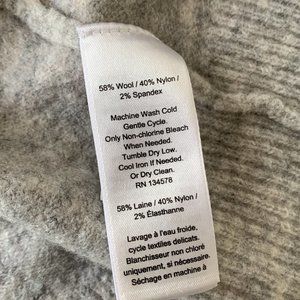 58% Wool / 40% Nylon /
2% Spandex
Machine Wash Cold
Gentle Cycle.
Only Non-chlorine Bleach
When Needed.
Tumble Dry Low.
Cool Iron If Needed.
Or Dry Clean.
RN 134578
58% Laine / 40% Nylon /
2% Élasthanne
Lavage à l'eau froide,
cycle textiles délicats.
Blanchisseur non chloré
uniquement, si nécessaire.
Séchage en machine à